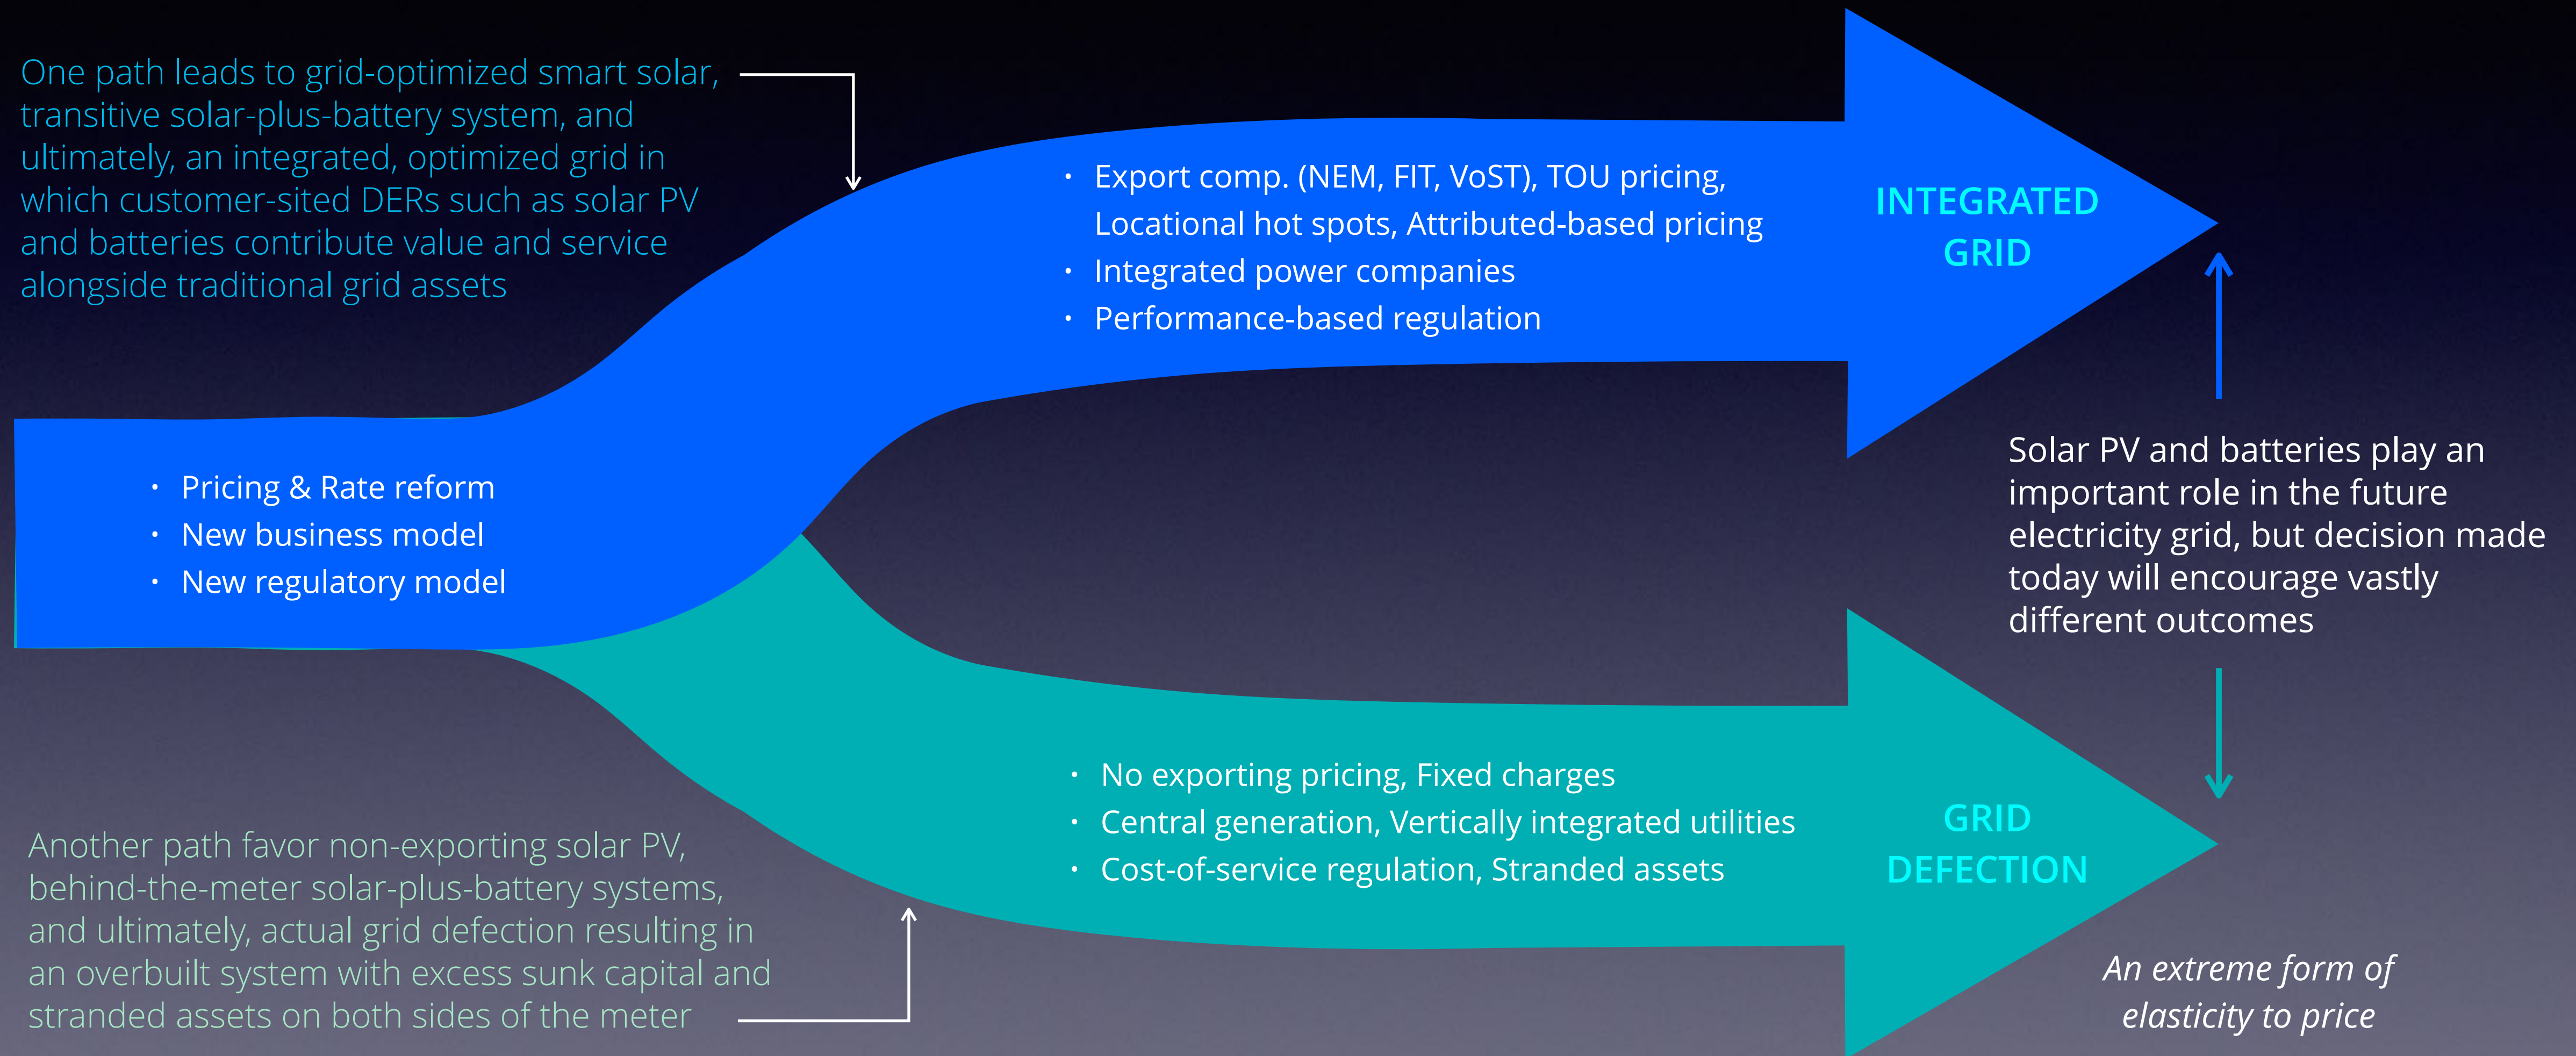 One path leads to grid-optimized smart solar,
transitive solar-plus-battery system, and
ultimately, an integrated, optimized grid in
which customer-sited DERs such as solar PV
and batteries contribute value and service
alongside traditional grid assets
• Export comp. (NEM, FIT, VoST), TOU pricing,
Locational hot spots, Attributed-based pricing
• Integrated power companies
• Performance-based regulation
INTEGRATED
GRID
• Pricing & Rate reform
• New business model
• New regulatory model
Solar PV and batteries play an
important role in the future
electricity grid, but decision made
today will encourage vastly
different outcomes
Another path favor non-exporting solar PV,
behind-the-meter solar-plus-battery systems,
and ultimately, actual grid defection resulting in
an overbuilt system with excess sunk capital and
stranded assets on both sides of the meter
• No exporting pricing, Fixed charges
• Central generation, Vertically integrated utilities
• Cost-of-service regulation, Stranded assets
GRID
DEFECTION
An extreme form of
elasticity to price